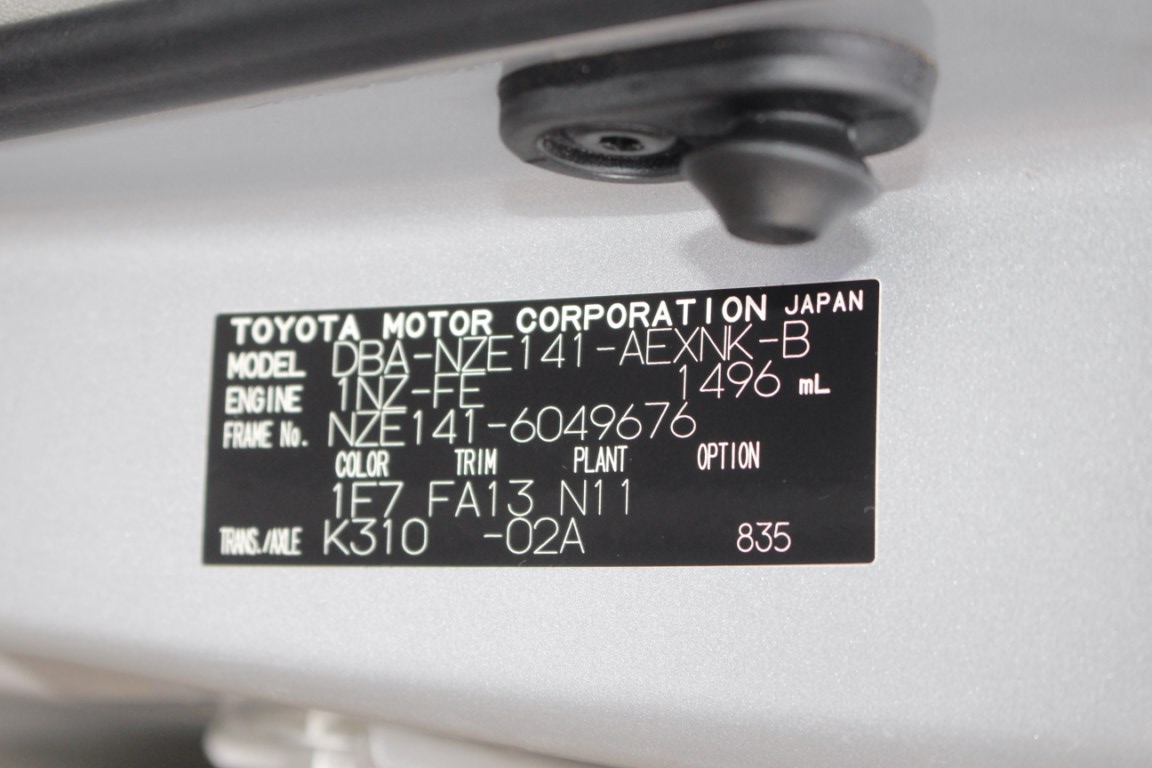 TOYOTA MOTOR CORPORATION JAPAN
MODEL DBA-NZE141-AEXNK-B
ENGINE 1NZ-FE 1496 mL
FRAME No. NZE141-6049676
COLOR TRIM PLANT OPTION
1F7 FA13 N11
TRANS./AXLE K310 -02A 835